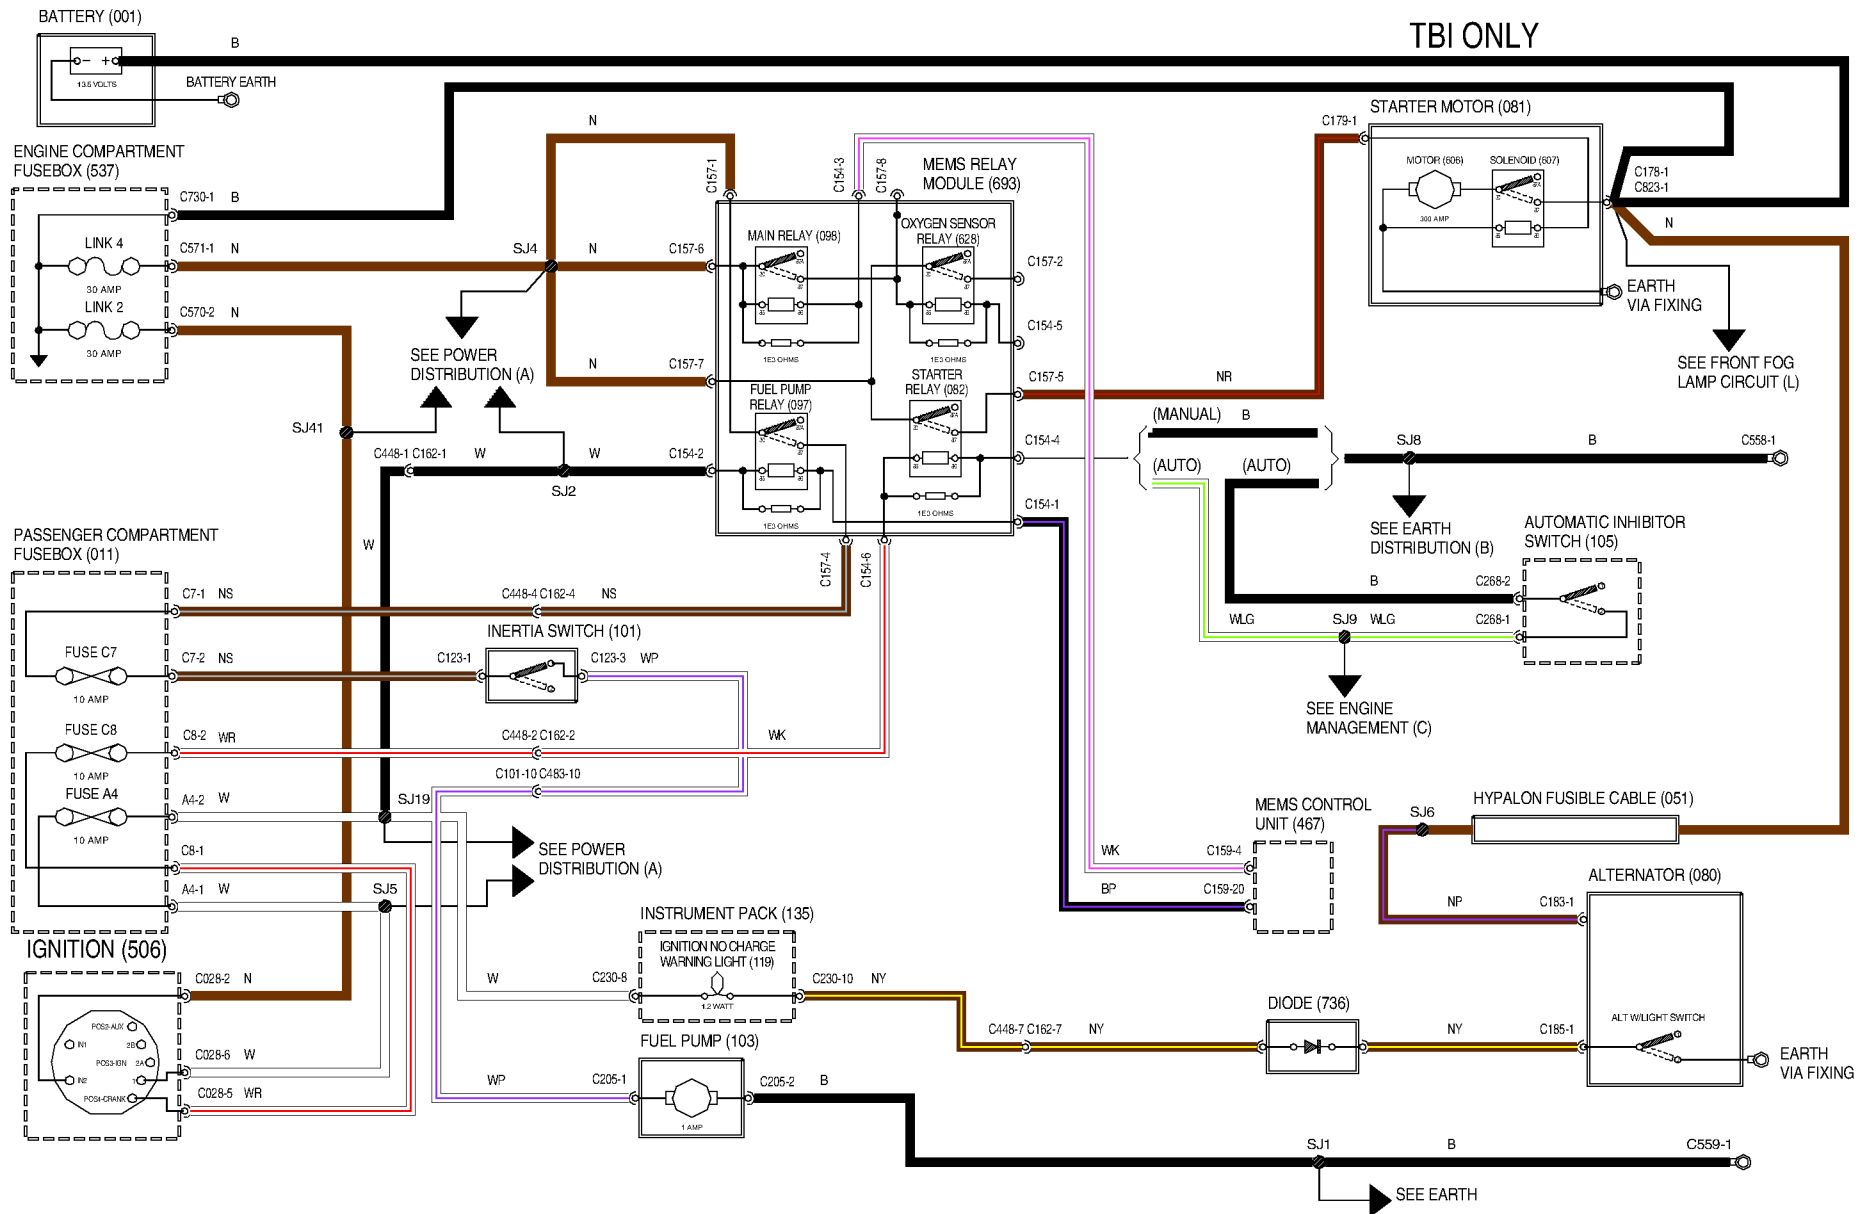 BATTERY (001)
TBI ONLY
B
13.5 VOLTS
BATTERY EARTH
ENGINE COMPARTMENT
FUSEBOX (537)
C730-1 B
LINK 4
C571-1 N
30 AMP
LINK 2
C570-2 N
30 AMP
N
SJ4
N
N
SEE POWER
DISTRIBUTION (A)
SJ41
C448-1 C162-1 W
W
SJ2
W
C157-1
C154-3
C157-8
MEMS RELAY
MODULE (693)
C157-6
C157-7
C154-2
MAIN RELAY (098)
OXYGEN SENSOR
RELAY (628)
1E3 OHMS
1E3 OHMS
FUEL PUMP
RELAY (097)
STARTER
RELAY (082)
1E3 OHMS
1E3 OHMS
C157-2
C154-5
C157-5
C154-4
C154-1
C157-4
C154-6
NR
STARTER MOTOR (081)
C179-1
MOTOR (606)
SOLENOID (607)
300 AMP
C178-1
C823-1
N
EARTH
VIA FIXING
SEE FRONT FOG
LAMP CIRCUIT (L)
(MANUAL) B
(AUTO)
(AUTO)
SJ8
B
C558-1
SEE EARTH
DISTRIBUTION (B)
AUTOMATIC INHIBITOR
SWITCH (105)
B
C268-2
WLG
SJ9
WLG
C268-1
SEE ENGINE
MANAGEMENT (C)
PASSENGER COMPARTMENT
FUSEBOX (011)
C7-1 NS
C448-4 C162-4 NS
INERTIA SWITCH (101)
FUSE C7
C7-2 NS
C123-1
C123-3 WP
10 AMP
FUSE C8
C8-2 WR
C448-2 C162-2
WK
10 AMP
C101-10 C483-10
FUSE A4
A4-2 W
SJ19
10 AMP
C8-1
A4-1 W
SJ5
SEE POWER
DISTRIBUTION (A)
MEMS CONTROL
UNIT (467)
WK
C159-4
BP
C159-20
SJ6
HYPALON FUSIBLE CABLE (051)
ALTERNATOR (080)
NP
C183-1
IGNITION (506)
C028-2 N
POS2-AUX
IN1
2B
POS3-IGN
2A
IN2
1
POS4-CRANK
C028-6 W
C028-5 WR
INSTRUMENT PACK (135)
IGNITION NO CHARGE
WARNING LIGHT (119)
W
C230-8
1.2 WATT
C230-10 NY
C448-7 C162-7 NY
DIODE (736)
NY
C185-1
ALT W/LIGHT SWITCH
EARTH
VIA FIXING
FUEL PUMP (103)
WP
C205-1
C205-2 B
1 AMP
SJ1
B
C559-1
SEE EARTH